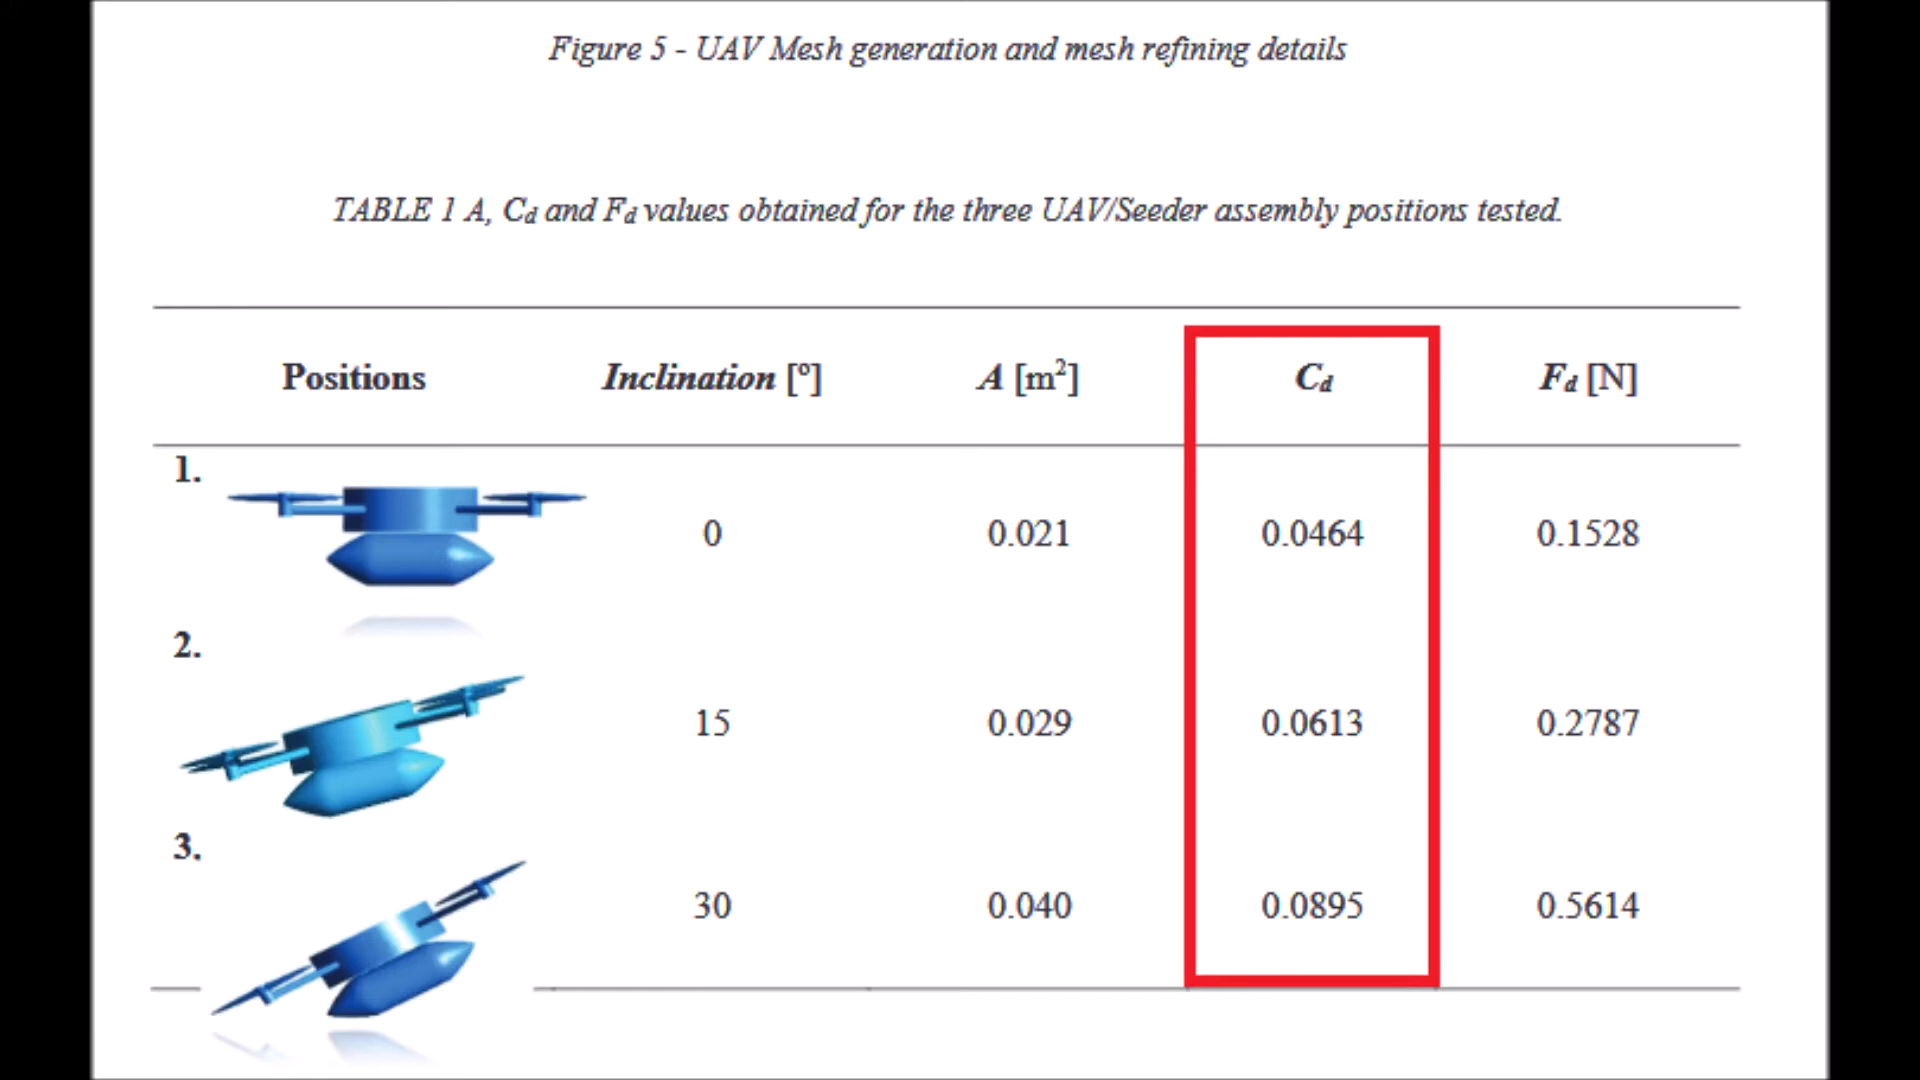 Figure 5 - UAV Mesh generation and mesh refining details
TABLE 1 A, Cd and Fd values obtained for the three UAV/Seeder assembly positions tested.
Positions Inclination [º] A [m²] Cd Fd [N]
1. 0 0.021 0.0464 0.1528
2. 15 0.029 0.0613 0.2787
3. 30 0.040 0.0895 0.5614